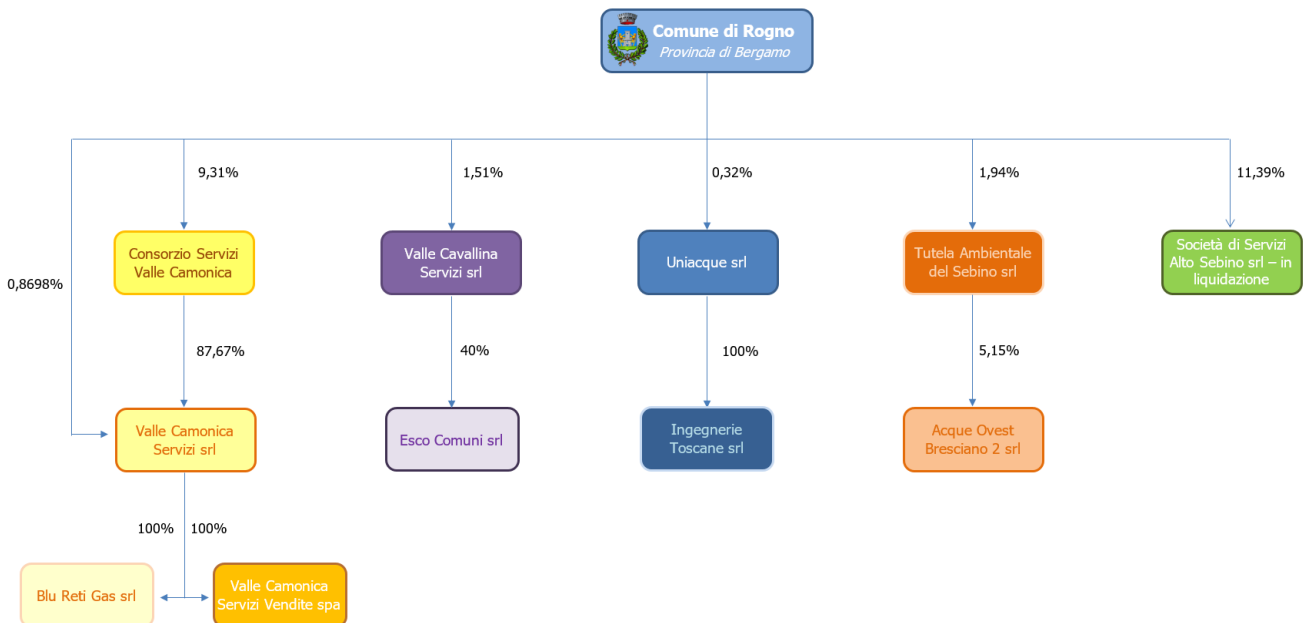 Comune di Rogno
Provincia di Bergamo
9,31%
1,51%
0,32%
1,94%
11,39%
Consorzio Servizi
Valle Camonica
Valle Cavallina
Servizi srl
Uniacque srl
Tutela Ambientale
del Sebino srl
Società di Servizi
Alto Sebino srl – in
liquidazione
0,8698%
87,67%
40%
100%
5,15%
Valle Camonica
Servizi srl
Esco Comuni srl
Ingegnerie
Toscane srl
Acque Ovest
Bresciano 2 srl
100%
100%
Blu Reti Gas srl
Valle Camonica
Servizi Vendite spa